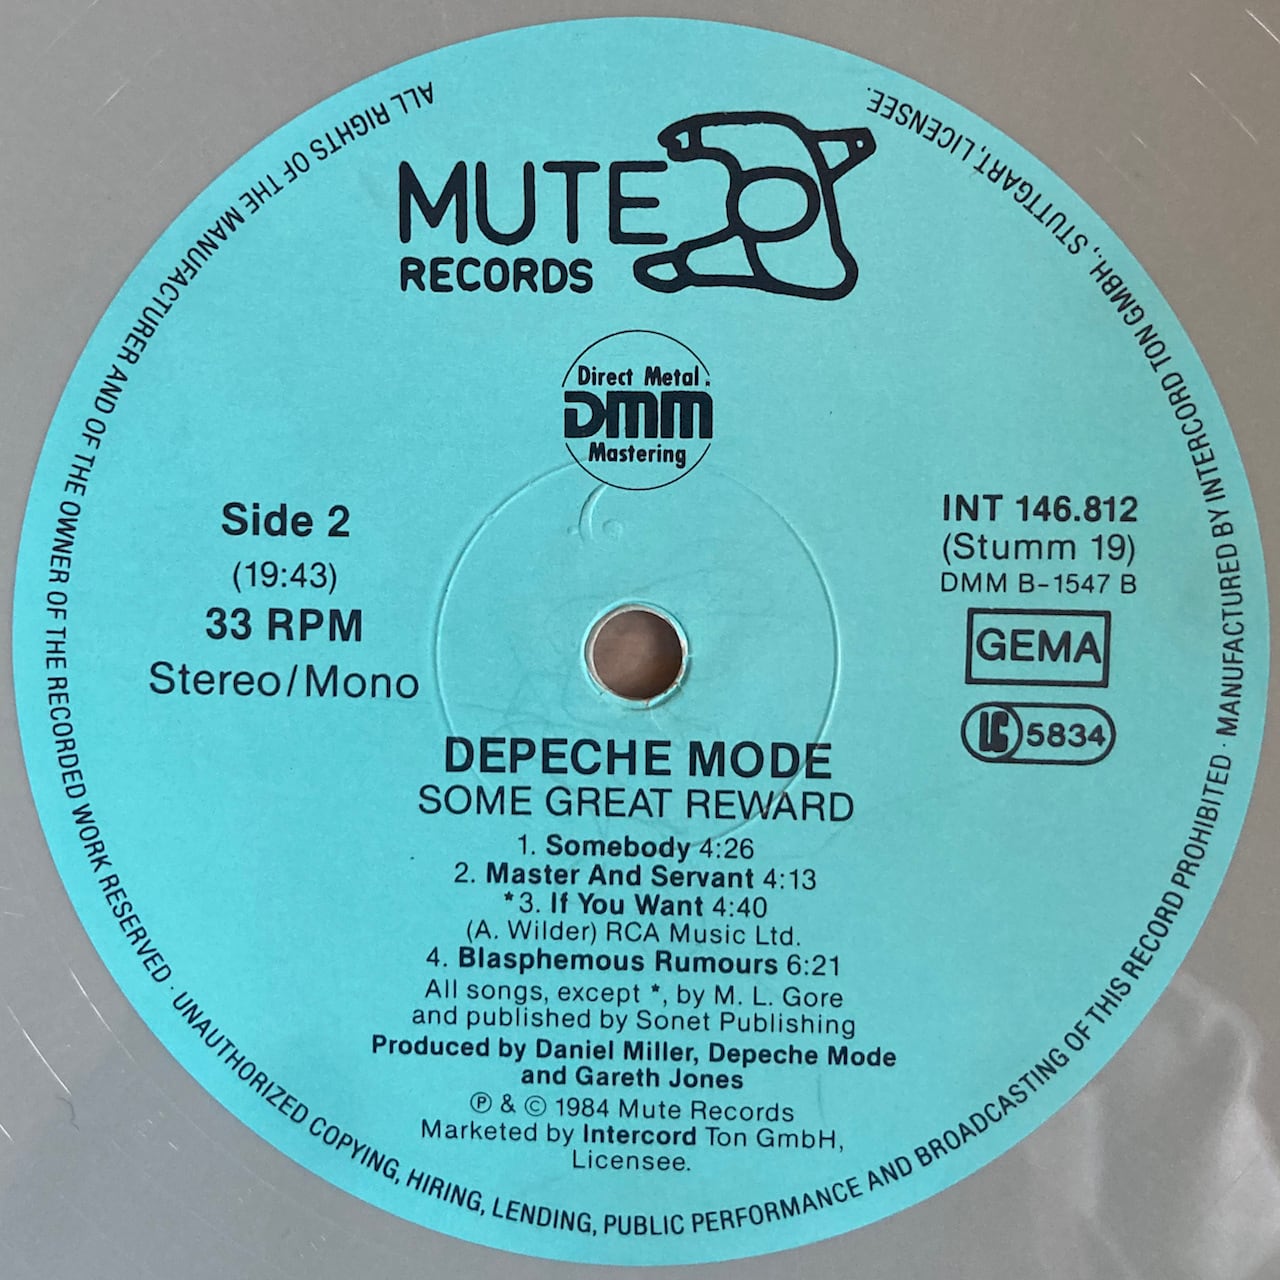 MUTE
RECORDS
Direct Metal
DMM
Mastering
Side 2
(19:43)
33 RPM
Stereo/Mono
INT 146.812
(Stumm 19)
DMM B-1547 B
GEMA
LC 5834
DEPECHE MODE
SOME GREAT REWARD
1. Somebody 4:26
2. Master And Servant 4:13
*3. If You Want 4:40
(A. Wilder) RCA Music Ltd.
4. Blasphemous Rumours 6:21
All songs, except *, by M. L. Gore
and published by Sonet Publishing
Produced by Daniel Miller, Depeche Mode
and Gareth Jones
Ⓟ & © 1984 Mute Records
Marketed by Intercord Ton GmbH,
Licensee.
ALL RIGHTS OF THE MANUFACTURER AND OF THE OWNER OF THE RECORDED WORK RESERVED · UNAUTHORIZED COPYING, HIRING, LENDING, PUBLIC PERFORMANCE AND BROADCASTING OF THIS RECORD PROHIBITED · MANUFACTURED BY INTERCORD TON GMBH., STUTTGART, LICENSEE.